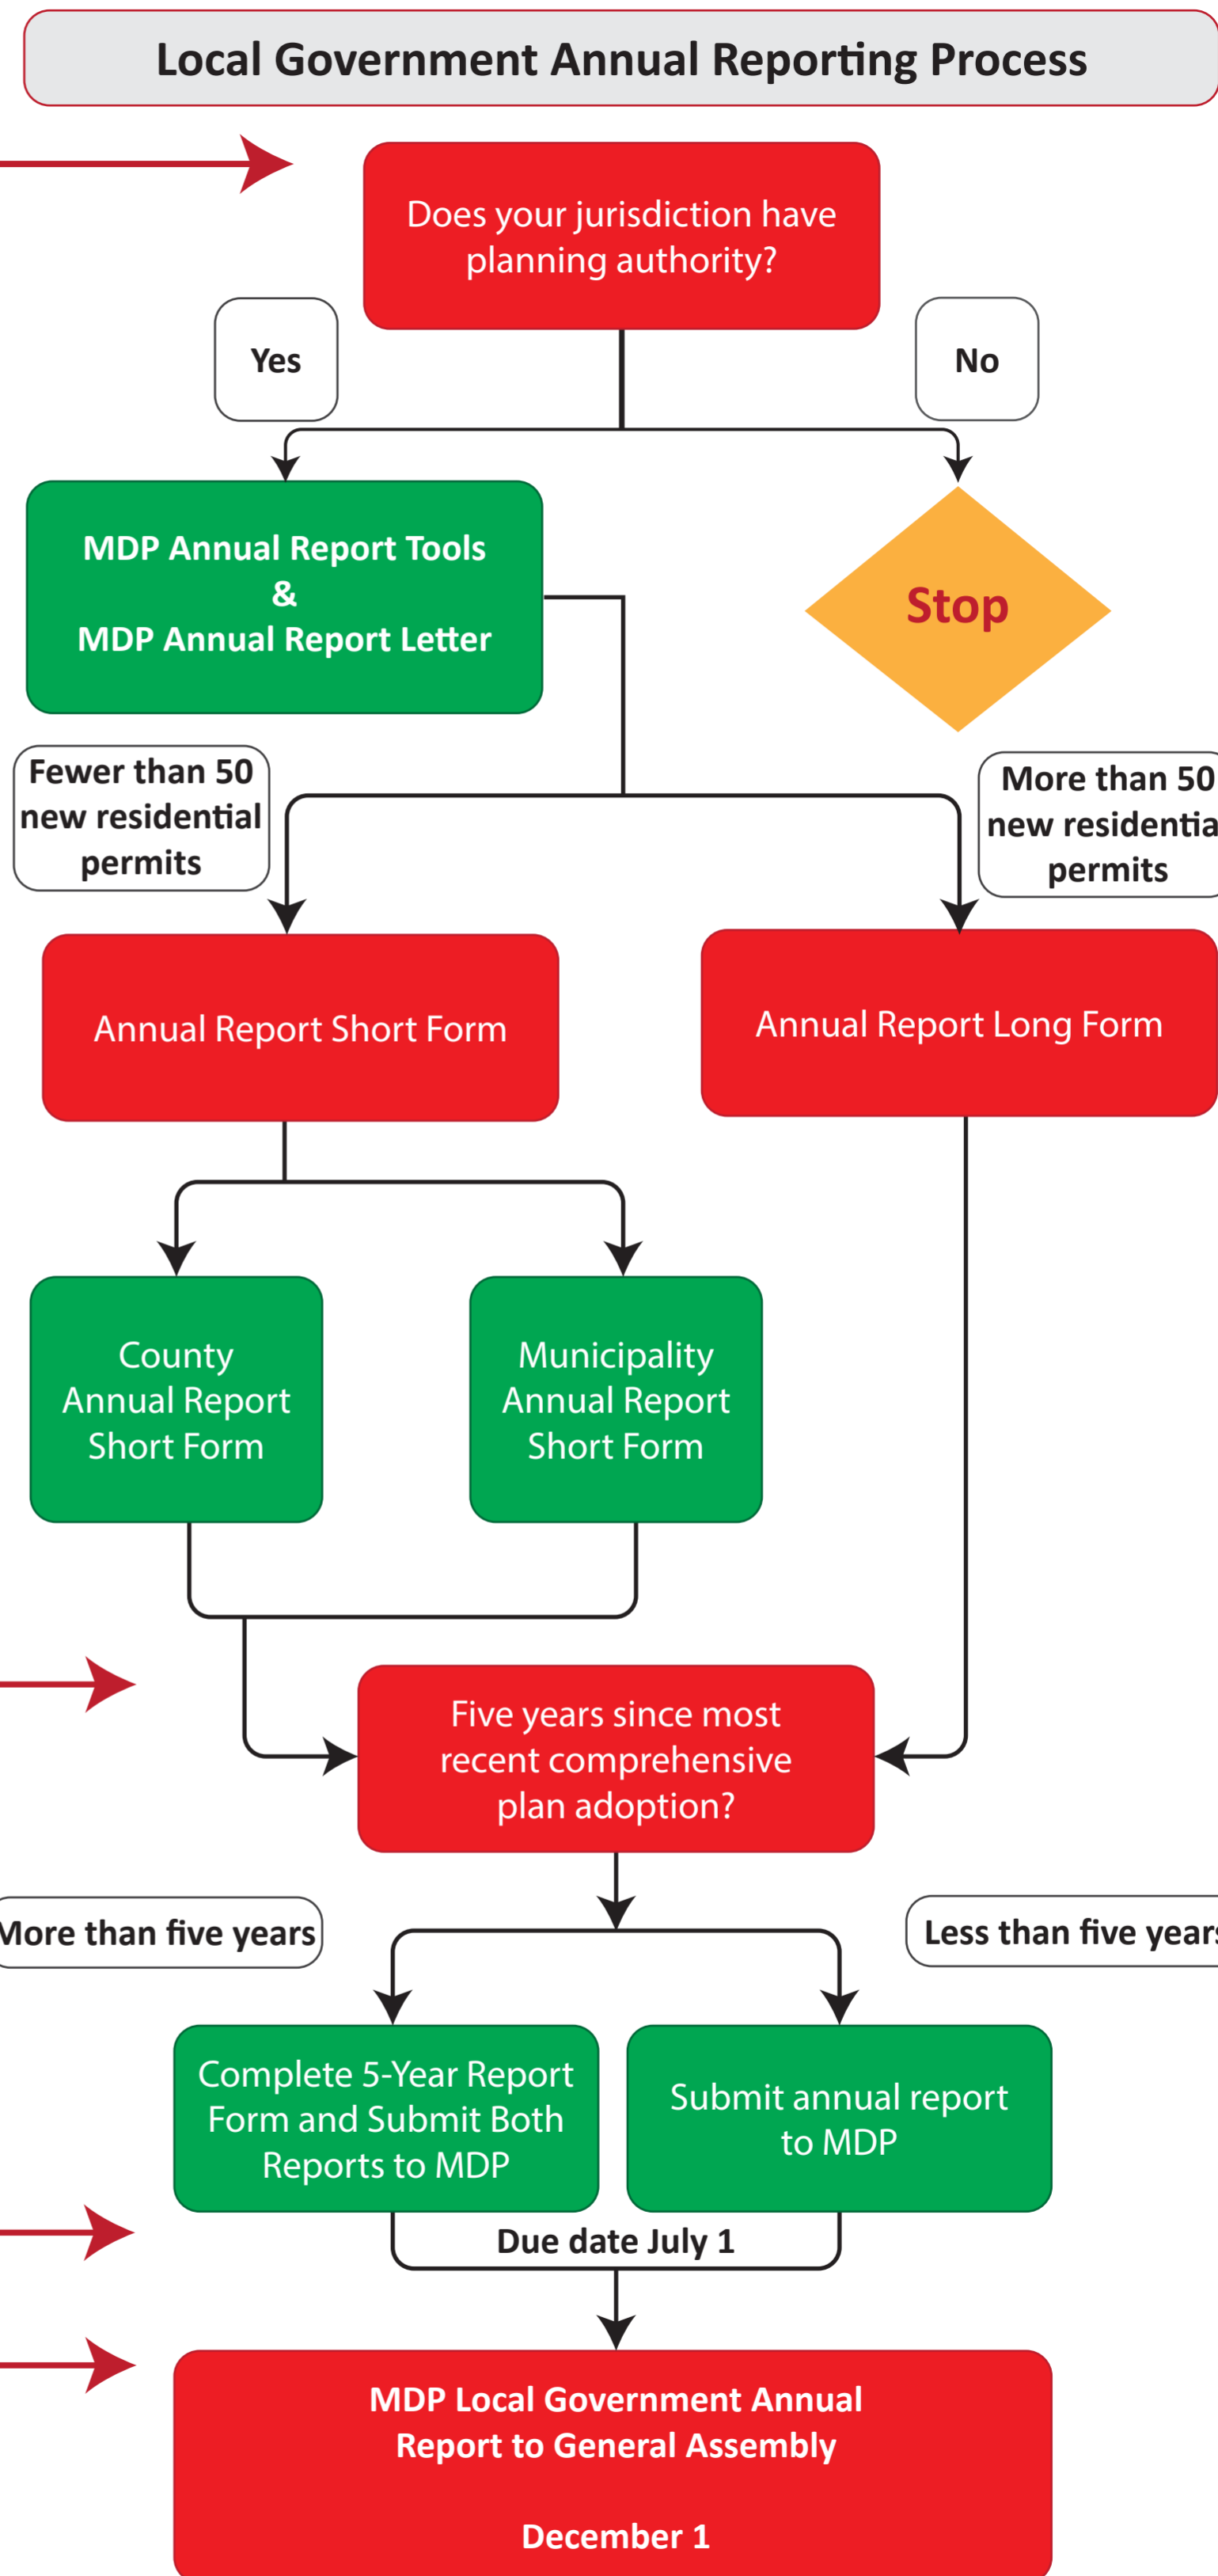 Local Government Annual Reporting Process
Does your jurisdiction have
planning authority?
Yes
No
MDP Annual Report Tools
&
MDP Annual Report Letter
Stop
Fewer than 50
new residential
permits
More than 50
new residentia
permits
Annual Report Short Form
Annual Report Long Form
County
Annual Report
Short Form
Municipality
Annual Report
Short Form
Five years since most
recent comprehensive
plan adoption?
More than five years
Less than five years
Complete 5-Year Report
Form and Submit Both
Reports to MDP
Submit annual report
to MDP
Due date July 1
MDP Local Government Annual
Report to General Assembly
December 1